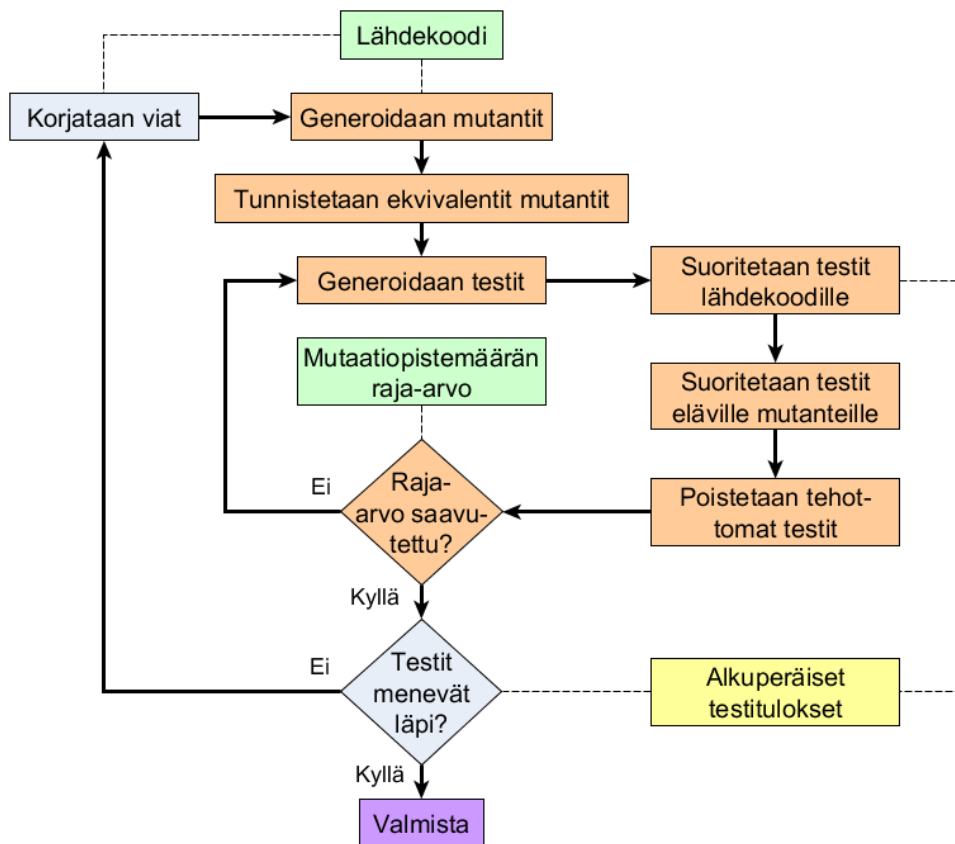 Lähdekoodi
Korjataan viat
Generoidaan mutantit
Tunnistetaan ekvivalentit mutantit
Generoidaan testit
Suoritetaan testit
lähdekoodille
Mutaatiopistemäärän
raja-arvo
Suoritetaan testit
eläville mutanteille
Ei
Raja-
arvo saavu-
tettu?
Poistetaan tehot-
tomat testit
Kyllä
Ei
Testit
menevät
läpi?
Alkuperäiset
testitulokset
Kyllä
Valmista